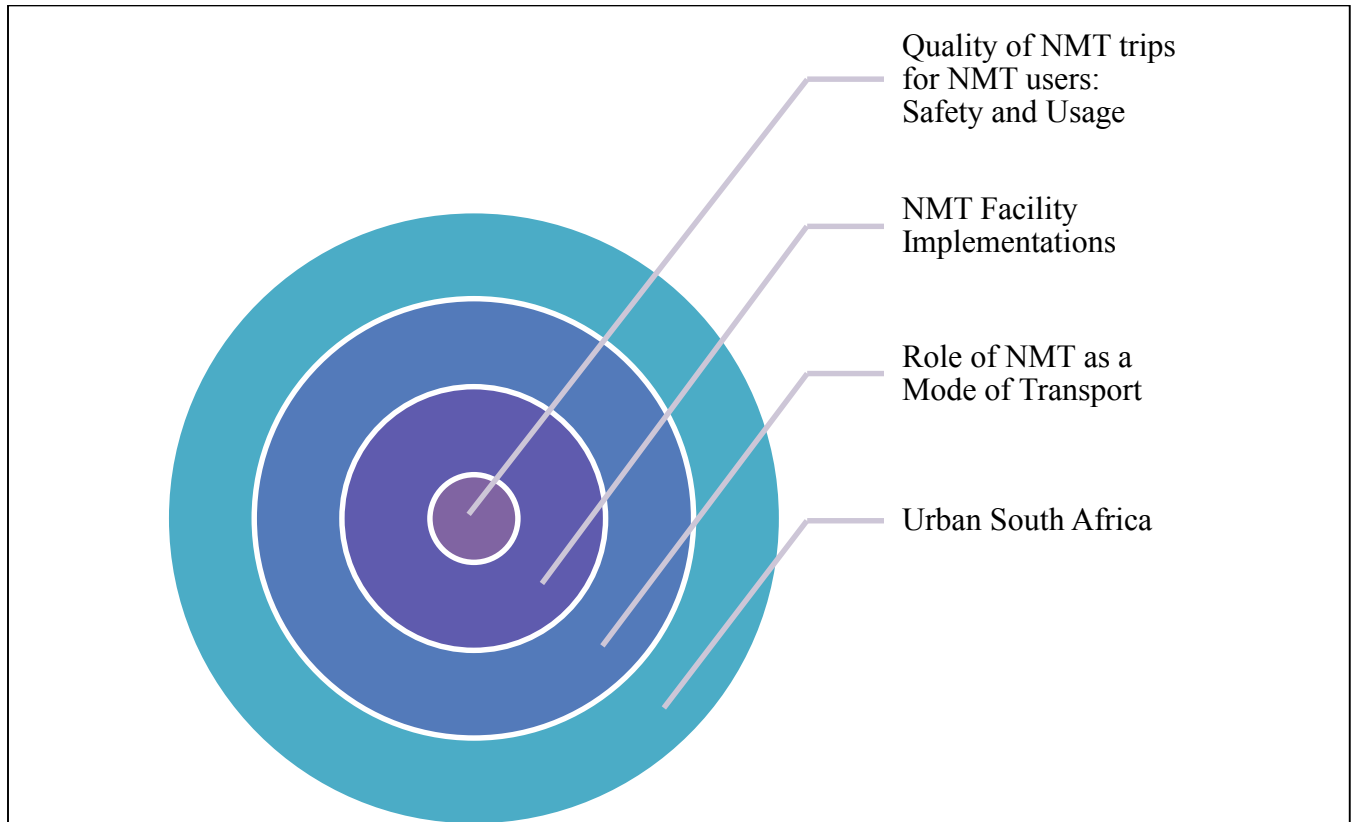 Quality of NMT trips
for NMT users:
Safety and Usage
NMT Facility
Implementations
Role of NMT as a
Mode of Transport
Urban South Africa